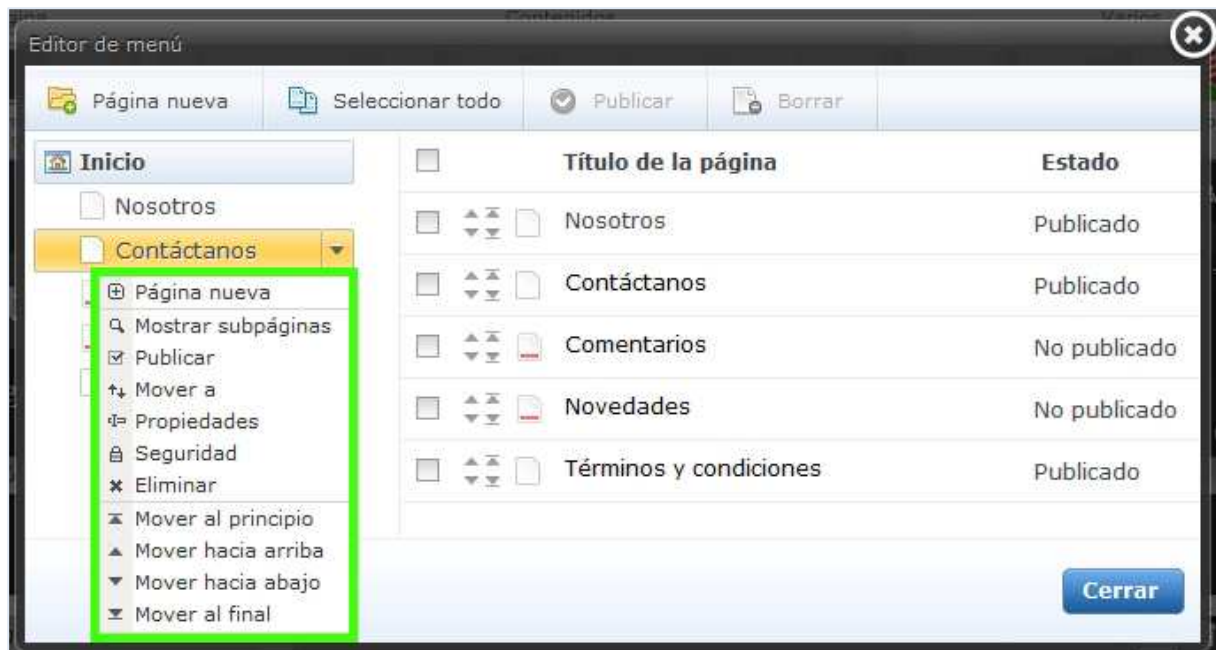 Contenidos
Varios
Editor de menú
Página nueva Seleccionar todo Publicar Borrar
Inicio
Nosotros
Contáctanos
Página nueva
Mostrar subpáginas
Publicar
Mover a
Propiedades
Seguridad
Eliminar
Mover al principio
Mover hacia arriba
Mover hacia abajo
Mover al final
Título de la página Estado
Nosotros Publicado
Contáctanos Publicado
Comentarios No publicado
Novedades No publicado
Términos y condiciones Publicado
Cerrar